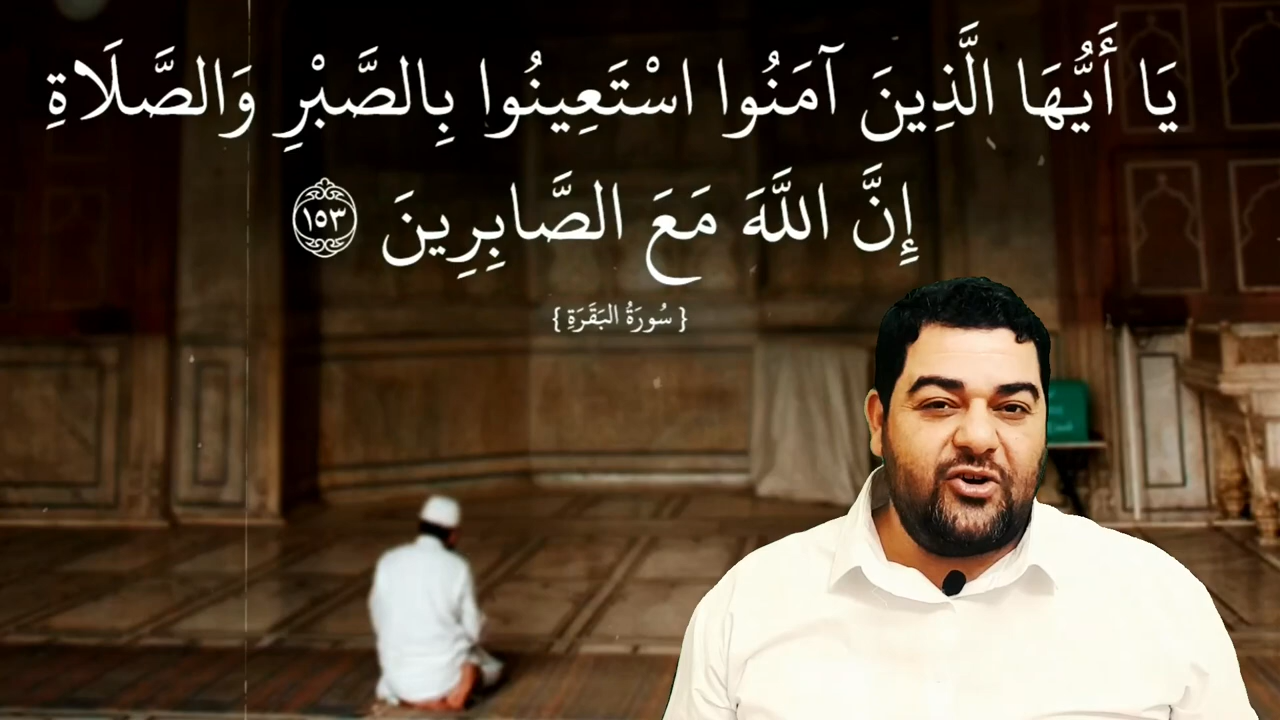 يَا أَيُّهَا الَّذِينَ آمَنُوا اسْتَعِينُوا بِالصَّبْرِ وَالصَّلَاةِ
إِنَّ اللَّهَ مَعَ الصَّابِرِينَ ١٥٣
{ سُورَةُ البَقَرَةِ }